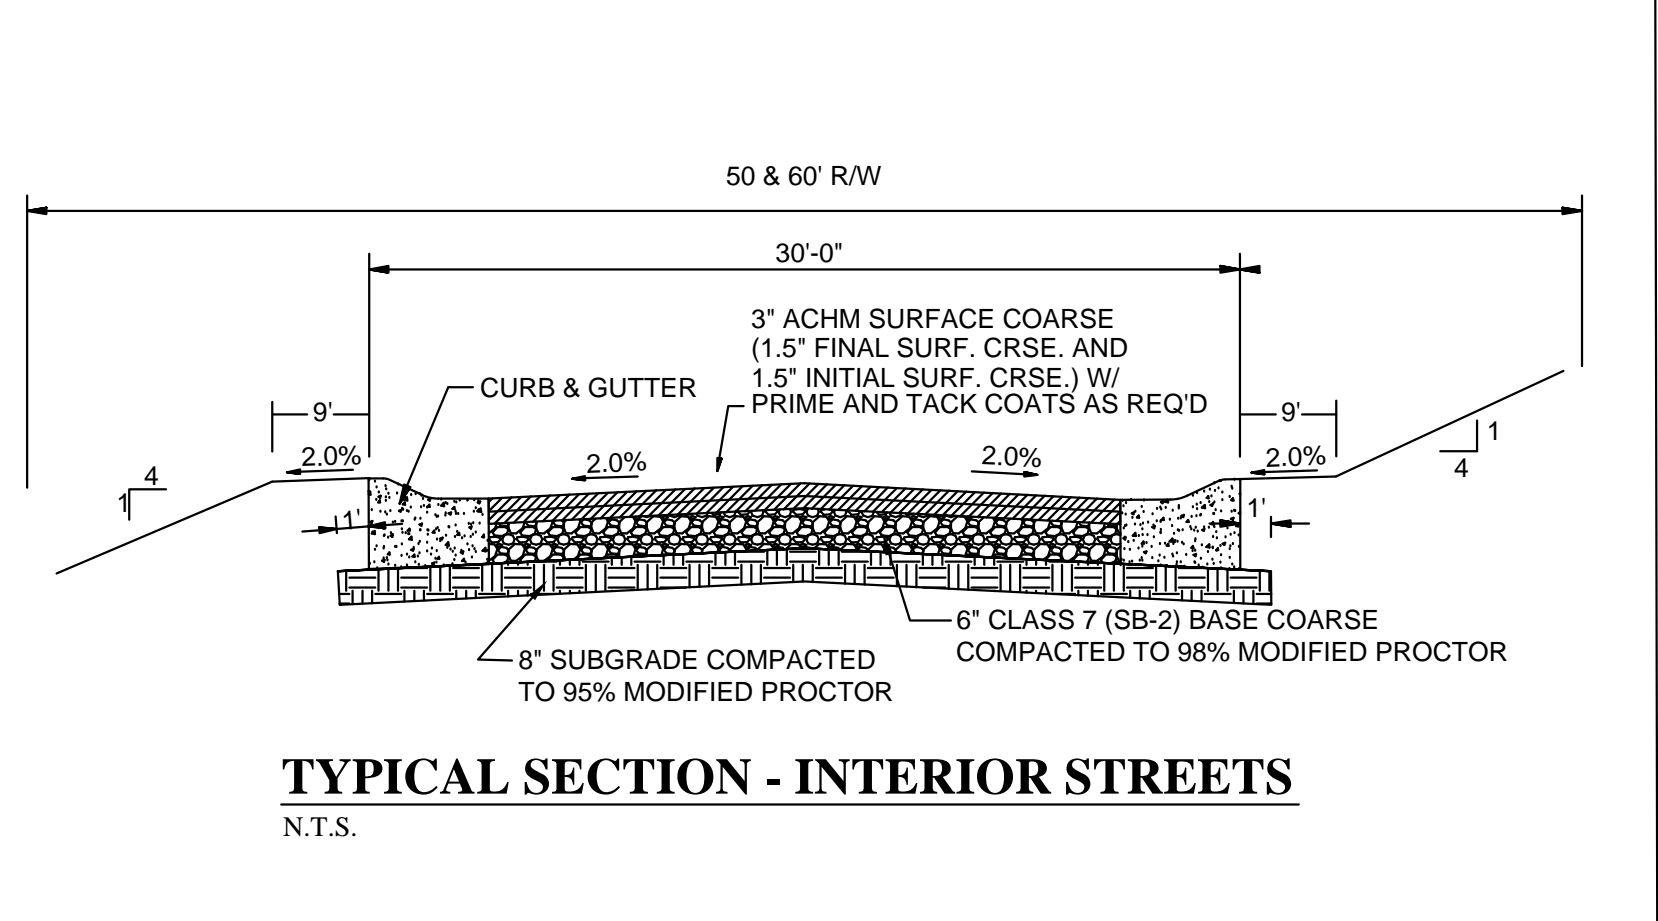 50 & 60' R/W
30'-0"
3" ACHM SURFACE COARSE
(1.5" FINAL SURF. CRSE. AND
1.5" INITIAL SURF. CRSE.) W/
PRIME AND TACK COATS AS REQ'D
CURB & GUTTER
9'
9'
2.0%
2.0%
2.0%
2.0%
4
1
1
4
1'
1'
6" CLASS 7 (SB-2) BASE COARSE
COMPACTED TO 98% MODIFIED PROCTOR
8" SUBGRADE COMPACTED
TO 95% MODIFIED PROCTOR
TYPICAL SECTION - INTERIOR STREETS
N.T.S.